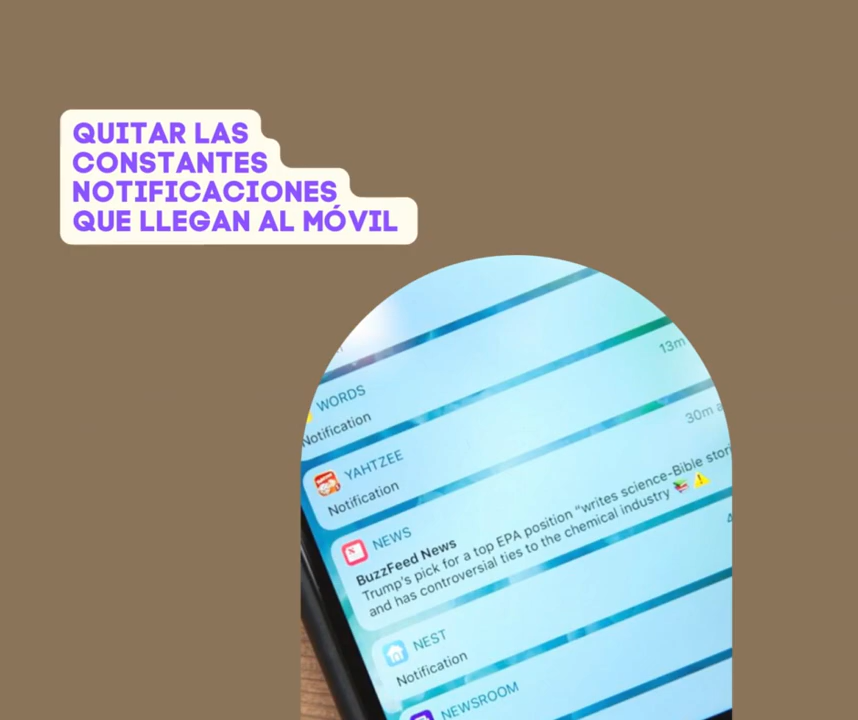 QUITAR LAS
CONSTANTES
NOTIFICACIONES
QUE LLEGAN AL MÓVIL
13m
WORDS
Notification
30m a
YAHTZEE
Notification
NEWS
BuzzFeed News
Trump's pick for a top EPA position "writes science-Bible stori
and has controversial ties to the chemical industry 📚 ⚠️
NEST
Notification
NEWSROOM